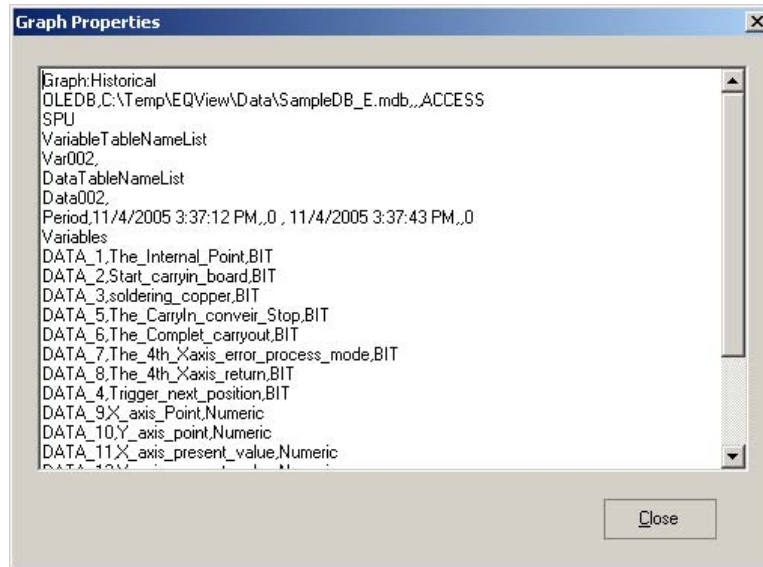 Graph Properties
Graph:Historical
OLEDB,C:\Temp\EQView\Data\SampleDB_E.mdb,,,ACCESS
SPU
VariableTableNameList
Var002,
DataTableNameList
Data002,
Period,11/4/2005 3:37:12 PM,,0 , 11/4/2005 3:37:43 PM,,0
Variables
DATA_1,The_Internal_Point,BIT
DATA_2,Start_carryin_board,BIT
DATA_3,soldering_copper,BIT
DATA_5,The_CarryIn_conveir_Stop,BIT
DATA_6,The_Complet_carryout,BIT
DATA_7,The_4th_Xaxis_error_process_mode,BIT
DATA_8,The_4th_Xaxis_return,BIT
DATA_4,Trigger_next_position,BIT
DATA_9,X_axis_Point,Numeric
DATA_10,Y_axis_point,Numeric
DATA_11,X_axis_present_value,Numeric
Close